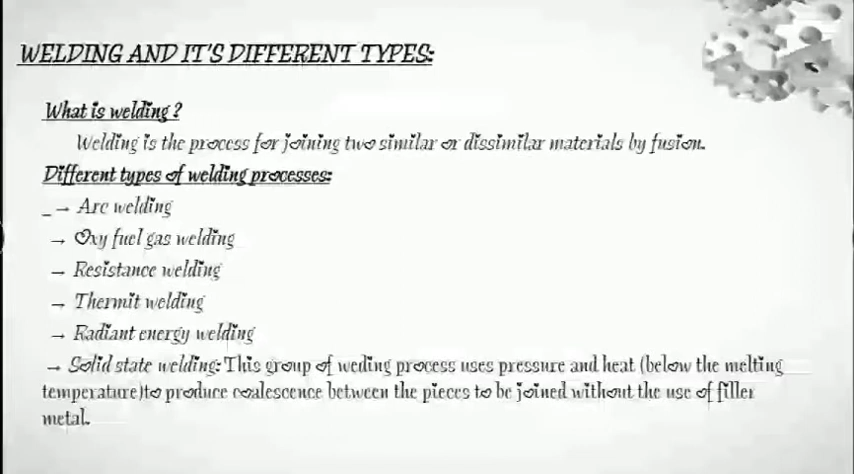 WELDING AND IT'S DIFFERENT TYPES:
What is welding ?
Welding is the process for joining two similar or dissimilar materials by fusion.
Different types of welding processes:
_→ Arc welding
→ Oxy fuel gas welding
→ Resistance welding
→ Thermit welding
→ Radiant energy welding
→ Solid state welding: This group of weding process uses pressure and heat (below the melting
temperature)to produce coalescence between the pieces to be joined without the use of filler
metal.